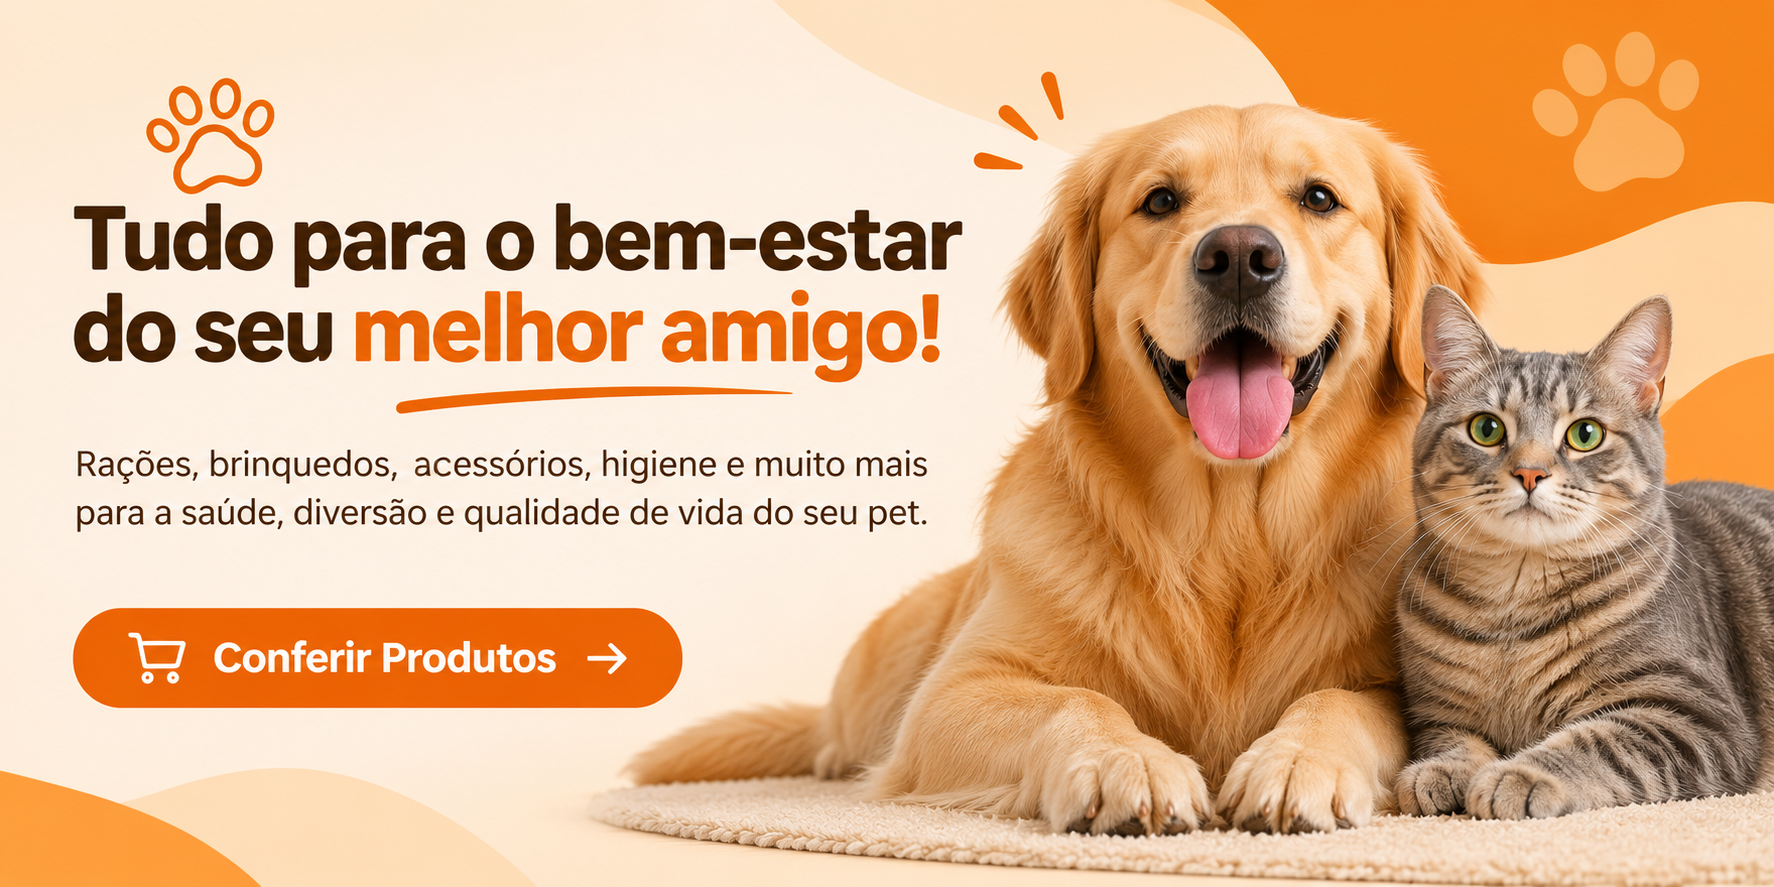 Tudo para o bem-estar
do seu melhor amigo!
Rações, brinquedos, acessórios, higiene e muito mais
para a saúde, diversão e qualidade de vida do seu pet.
Conferir Produtos